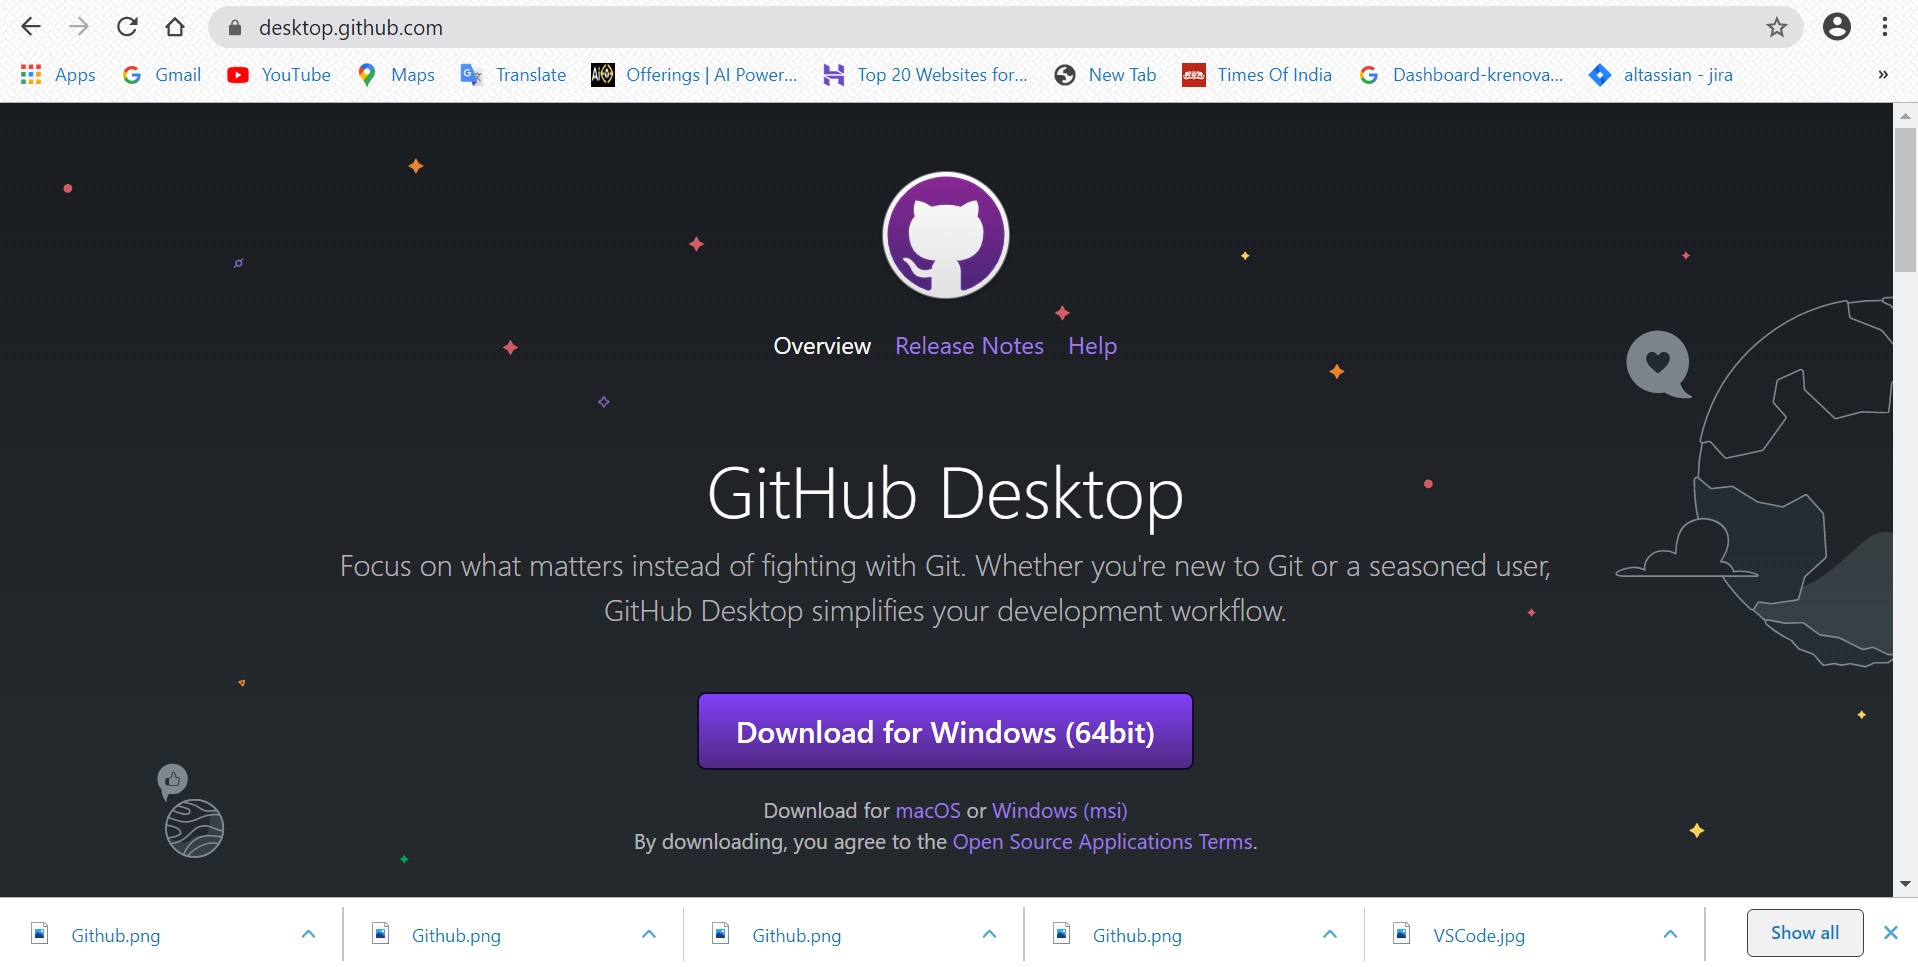 desktop.github.com
Apps Gmail YouTube Maps Translate Offerings | AI Power... Top 20 Websites for... New Tab Times Of India Dashboard-krenova... altassian - jira »
Overview Release Notes Help
GitHub Desktop
Focus on what matters instead of fighting with Git. Whether you're new to Git or a seasoned user,
GitHub Desktop simplifies your development workflow.
Download for Windows (64bit)
Download for macOS or Windows (msi)
By downloading, you agree to the Open Source Applications Terms.
Github.png Github.png Github.png Github.png VSCode.jpg Show all